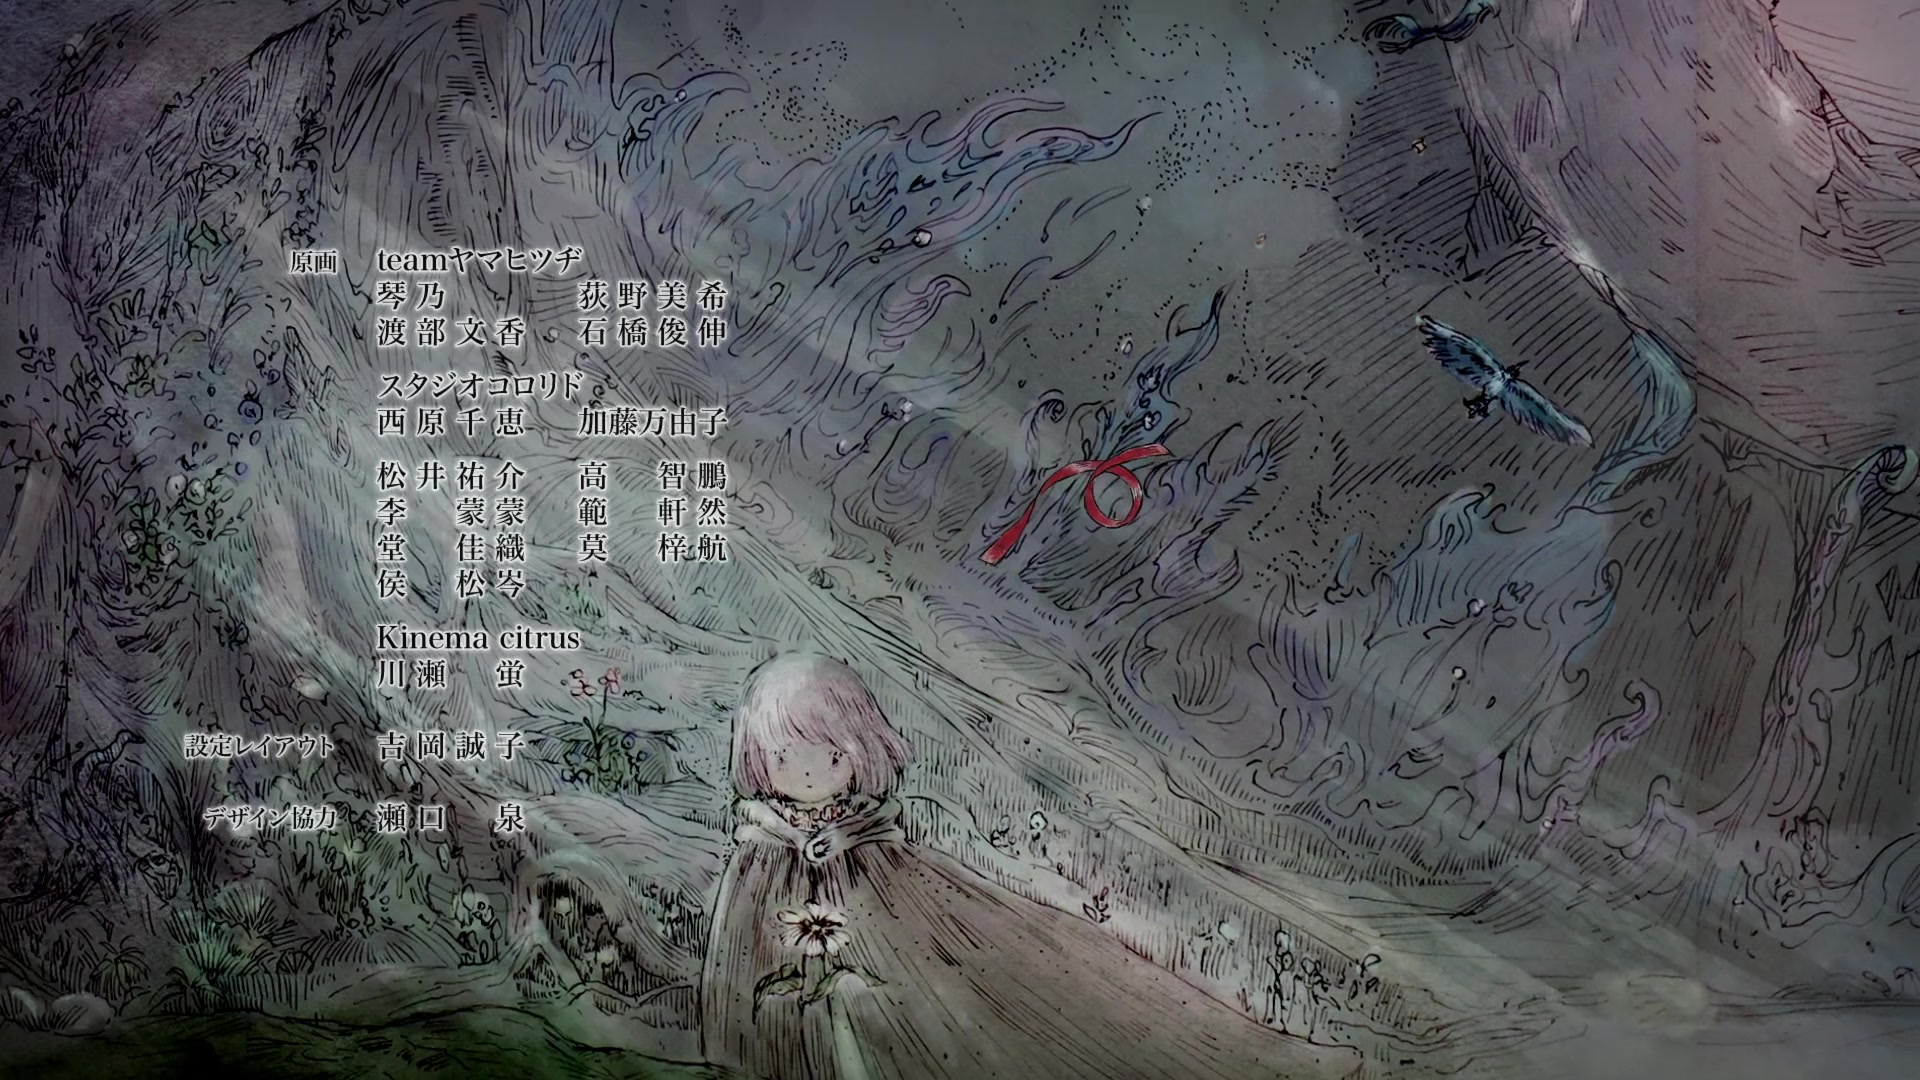 原画 teamヤマヒツヂ
琴乃 荻野美希
渡部文香 石橋俊伸
スタジオコロリド
西原千恵 加藤万由子
松井祐介 高智鵬
李蒙蒙 範軒然
堂佳織 莫梓航
侯松岑
Kinema citrus
川瀬蛍
設定レイアウト 吉岡誠子
デザイン協力 瀬口泉